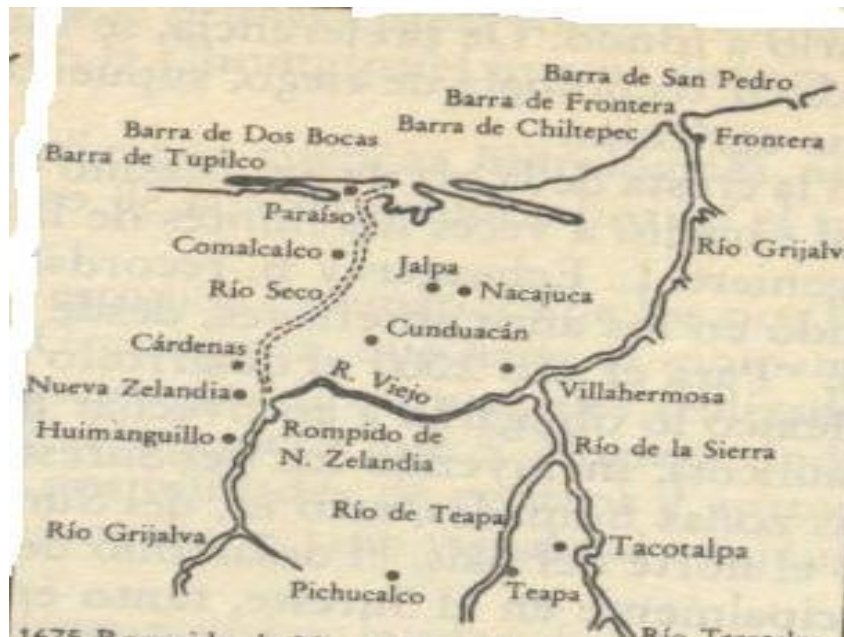 Barra de San Pedro
Barra de Frontera
Barra de Dos Bocas
Barra de Chiltepec
Frontera
Barra de Tupilco
Paraíso
Comalcalco
Río Grijalv
Jalpa
Río Seco
Nacajuca
Cunduacán
Cárdenas
R. Viejo
Nueva Zelandia
Villahermosa
Huimanguillo
Rompido de
N. Zelandia
Río de la Sierra
Río de Teapa
Río Grijalva
Tacotalpa
Pichucalco
Teapa
1675